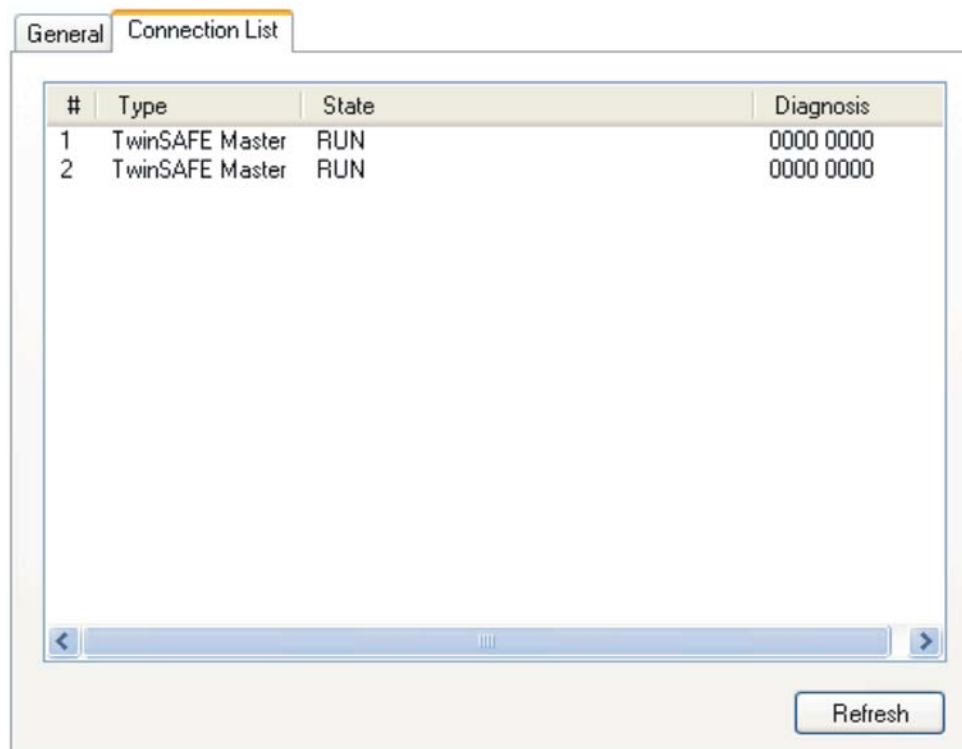 General Connection List
# Type State Diagnosis
1 TwinSAFE Master RUN 0000 0000
2 TwinSAFE Master RUN 0000 0000
Refresh